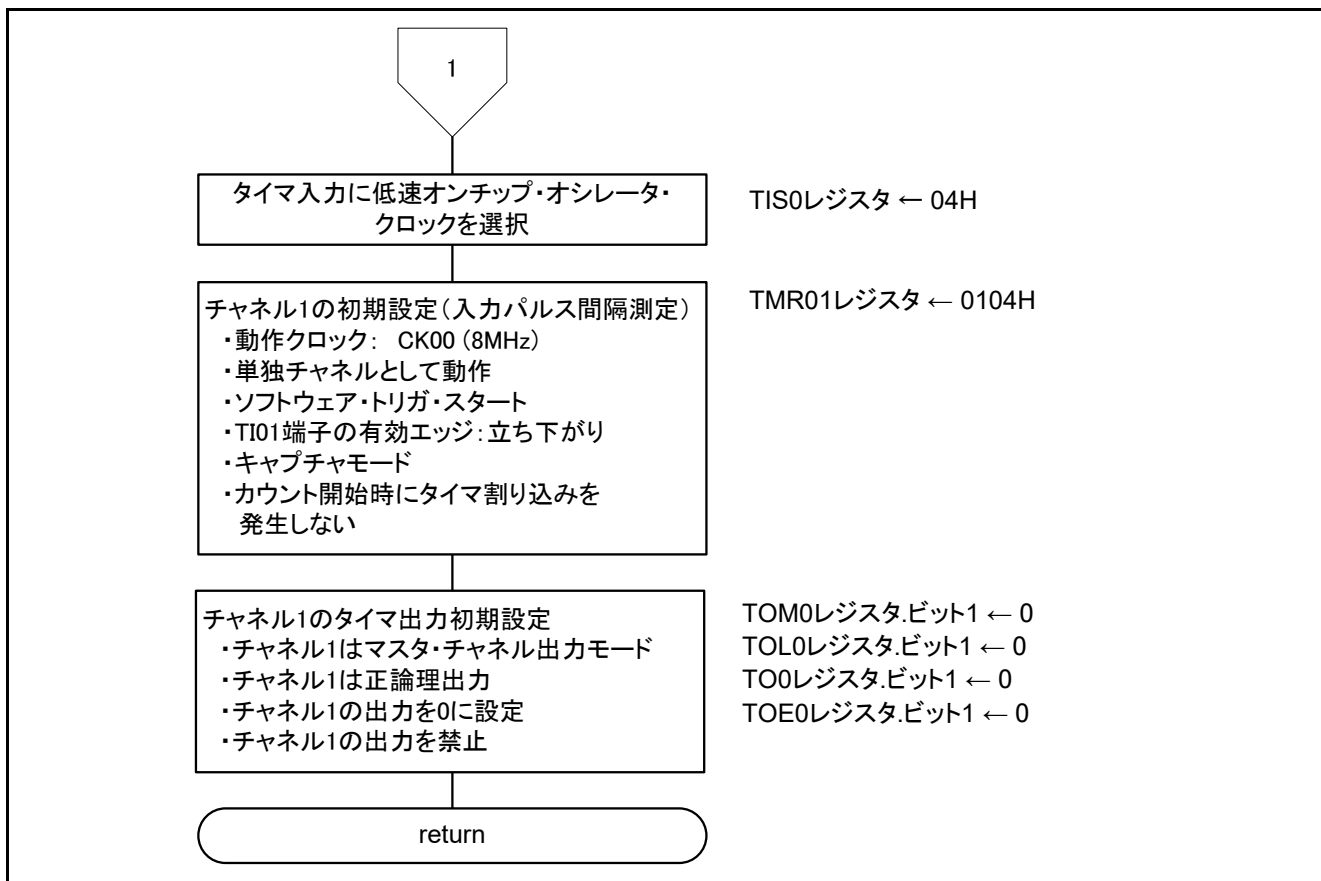 1
タイマ入力に低速オンチップ・オシレータ・
クロックを選択
TIS0レジスタ ← 04H
チャネル1の初期設定(入力パルス間隔測定)
TMR01レジスタ ← 0104H
・動作クロック: CK00 (8MHz)
・単独チャネルとして動作
・ソフトウェア・トリガ・スタート
・TI01端子の有効エッジ:立ち下がり
・キャプチャモード
・カウント開始時にタイマ割り込みを
発生しない
チャネル1のタイマ出力初期設定
・チャネル1はマスタ・チャネル出力モード
・チャネル1は正論理出力
・チャネル1の出力を0に設定
・チャネル1の出力を禁止
TOM0レジスタ.ビット1 ← 0
TOL0レジスタ.ビット1 ← 0
TO0レジスタ.ビット1 ← 0
TOE0レジスタ.ビット1 ← 0
return